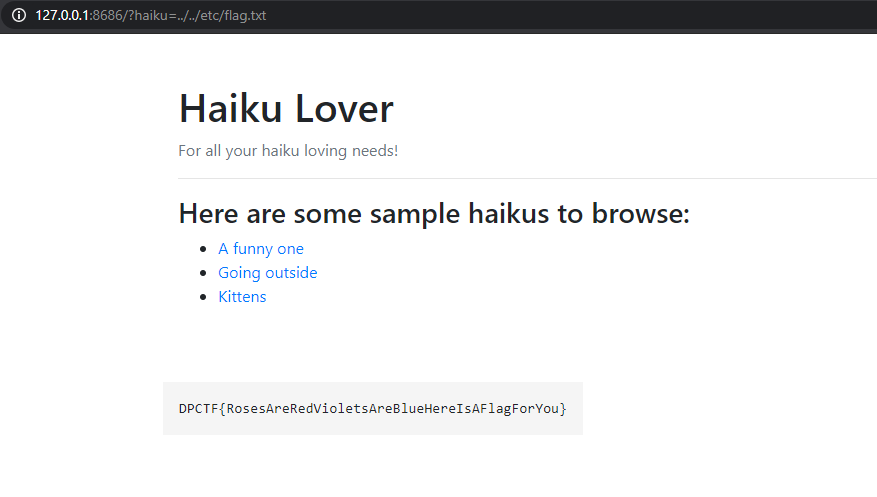 127.0.0.1:8686/?haiku=../../etc/flag.txt
Haiku Lover
For all your haiku loving needs!
Here are some sample haikus to browse:
A funny one
Going outside
Kittens
DPCTF{RosesAreRedVioletsAreBlueHereIsAFlagForYou}